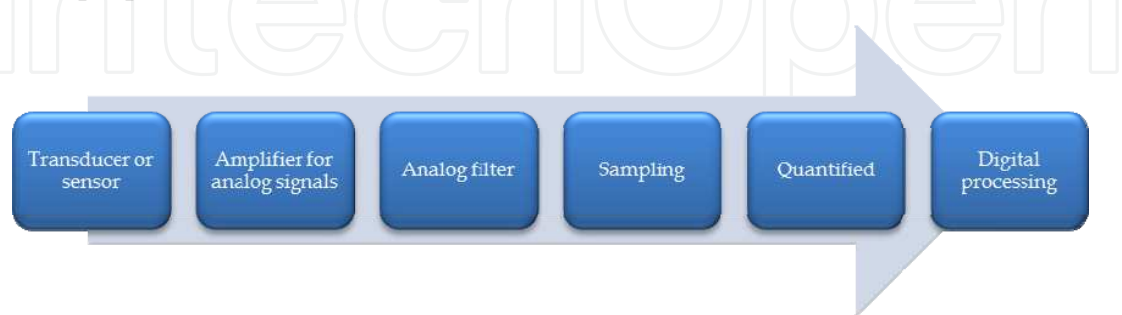 IntechOpen
Transducer or
sensor
Amplifier for
analog signals
Analog filter
Sampling
Quantified
Digital
processing